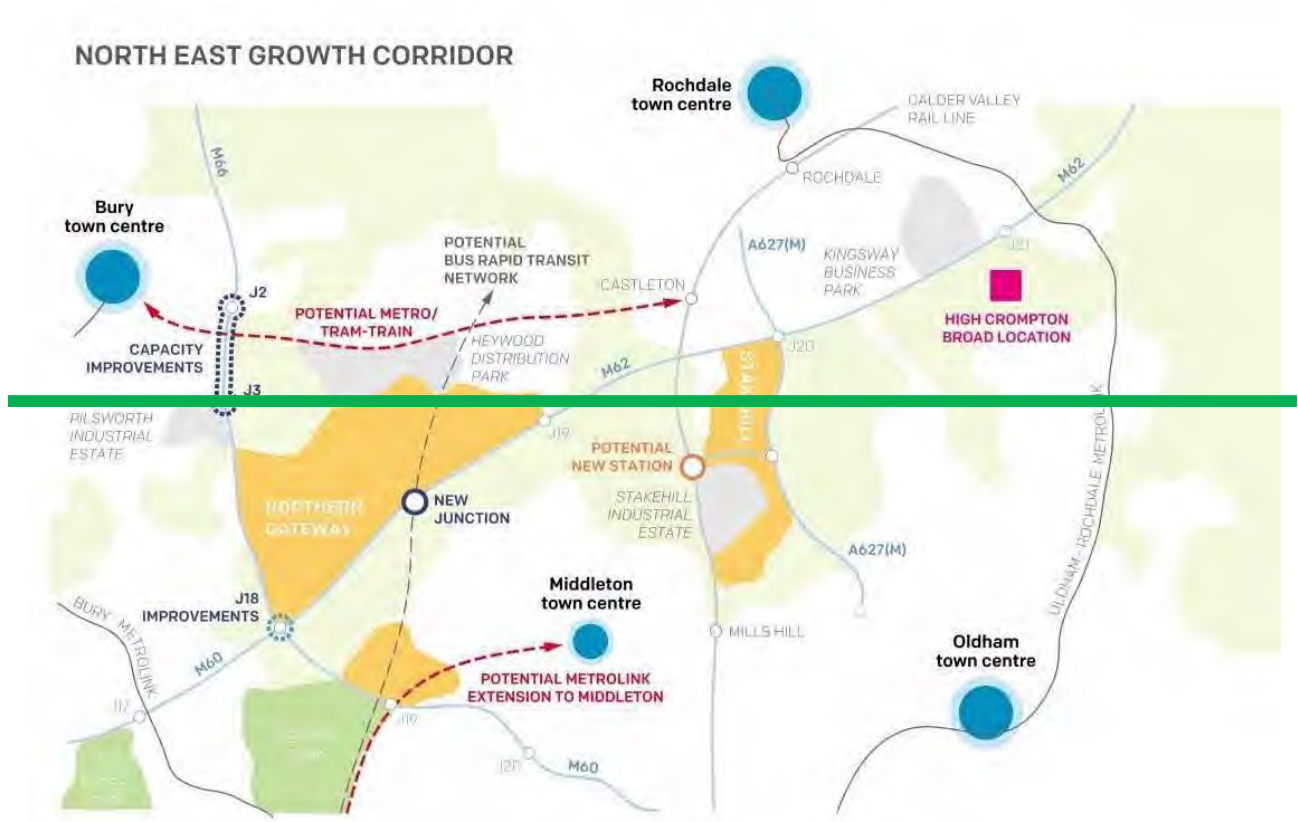 NORTH EAST GROWTH CORRIDOR
Rochdale
town centre
CALDER VALLEY
RAIL LINE
M66
ROCHDALE
M62
Bury
town centre
POTENTIAL
BUS RAPID TRANSIT
NETWORK
A627(M)
KINGSWAY
BUSINESS
PARK
J21
CASTLETON
J2
POTENTIAL METRO/
TRAM-TRAIN
HIGH CROMPTON
BROAD LOCATION
CAPACITY
IMPROVEMENTS
HEYWOOD
DISTRIBUTION
PARK
J20
M62
J3
STAKEHILL
PILSWORTH
INDUSTRIAL
ESTATE
J19
POTENTIAL
NEW STATION
NORTHERN
GATEWAY
NEW
JUNCTION
STAKEHILL
INDUSTRIAL
ESTATE
OLDHAM - ROCHDALE METROLINK
A627(M)
J18
IMPROVEMENTS
Middleton
town centre
BURY METROLINK
MILLS HILL
Oldham
town centre
M60
POTENTIAL METROLINK
EXTENSION TO MIDDLETON
J17
J19
J20
M60